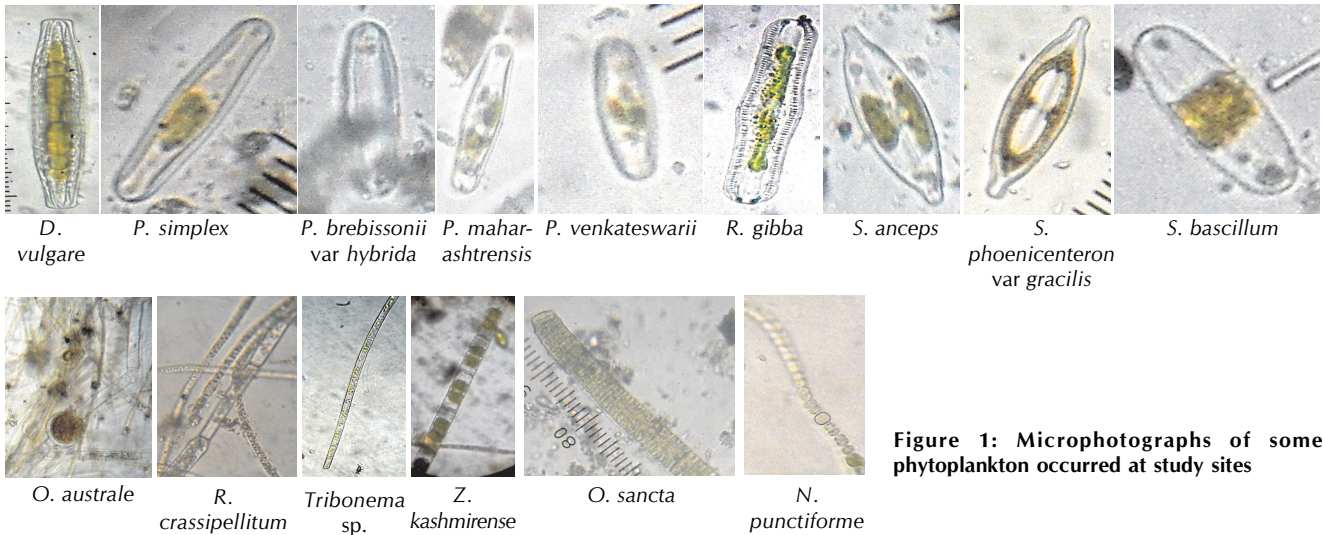 D.
vulgare
P. simplex
P. brebissonii
var hybrida
P. mahar-
ashtrensis
P. venkateswarii
R. gibba
S. anceps
S.
phoenicenteron
var gracilis
S. bascillum
O. australe
R.
crassipellitum
Tribonema
sp.
Z.
kashmirense
80
O. sancta
N.
punctiforme
Figure 1: Microphotographs of some
phytoplankton occurred at study sites